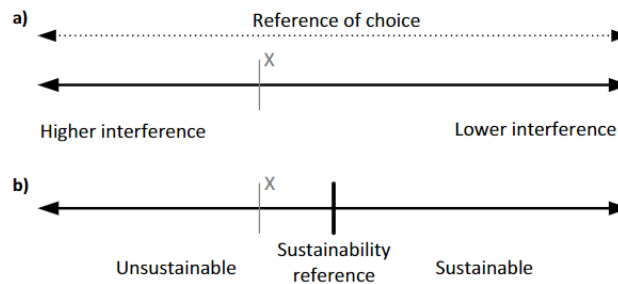 a)
Reference of choice
X
Higher interference
Lower interference
b)
X
Unsustainable
Sustainability
reference
Sustainable